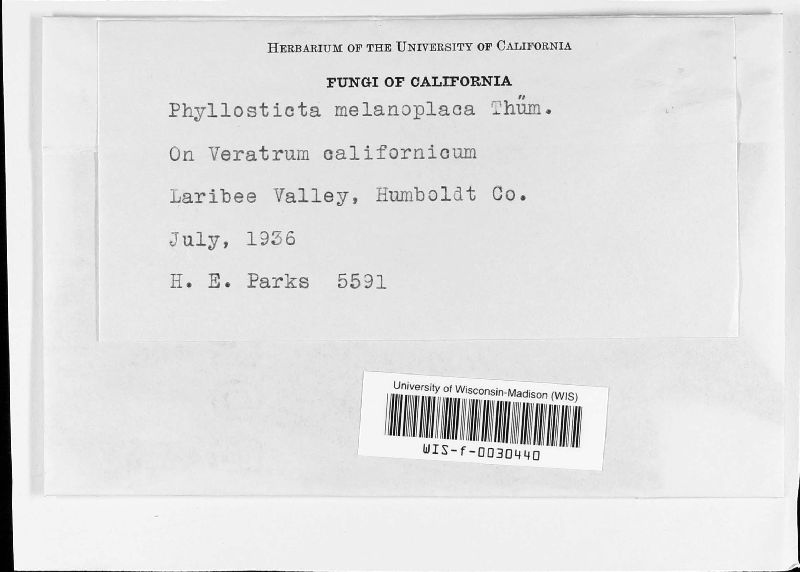 HERBARIUM OF THE UNIVERSITY OF CALIFORNIA
FUNGI OF CALIFORNIA
Phyllosticta melanoplaca Thüm.
On Veratrum californicum
Laribee Valley, Humboldt Co.
July, 1936
H. E. Parks 5591
University of Wisconsin-Madison (WIS)
WIS-f-0030440